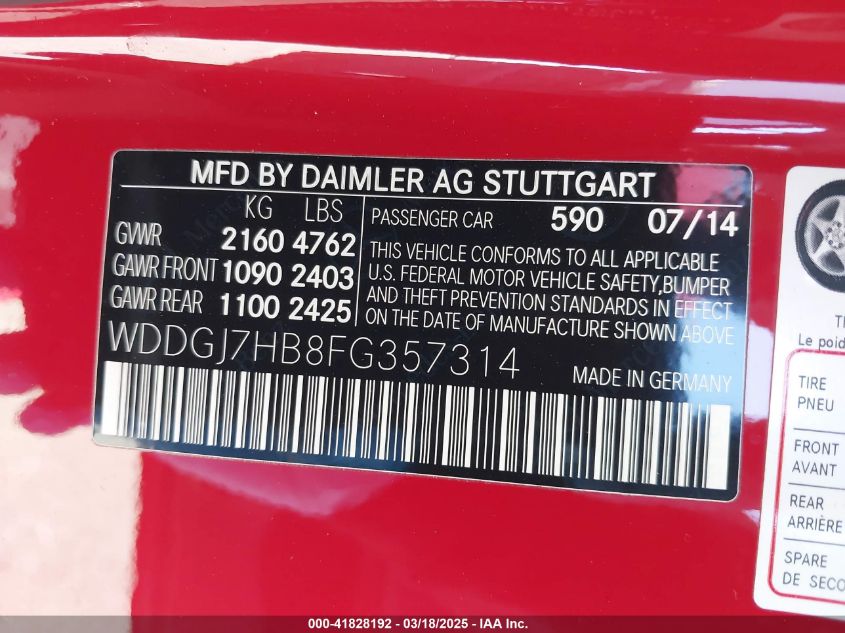 MFD BY DAIMLER AG STUTTGART
KG LBS
GVWR 2160 4762
GAWR FRONT 1090 2403
GAWR REAR 1100 2425
PASSENGER CAR 590 07/14
THIS VEHICLE CONFORMS TO ALL APPLICABLE
U.S. FEDERAL MOTOR VEHICLE SAFETY,BUMPER
AND THEFT PREVENTION STANDARDS IN EFFECT
ON THE DATE OF MANUFACTURE SHOWN ABOVE.
WDDGJ7HB8FG357314
MADE IN GERMANY
Le poid
TIRE
PNEU
FRONT
AVANT
REAR
ARRIÈRE
SPARE
DE SECO
000-41828192 - 03/18/2025 - IAA Inc.